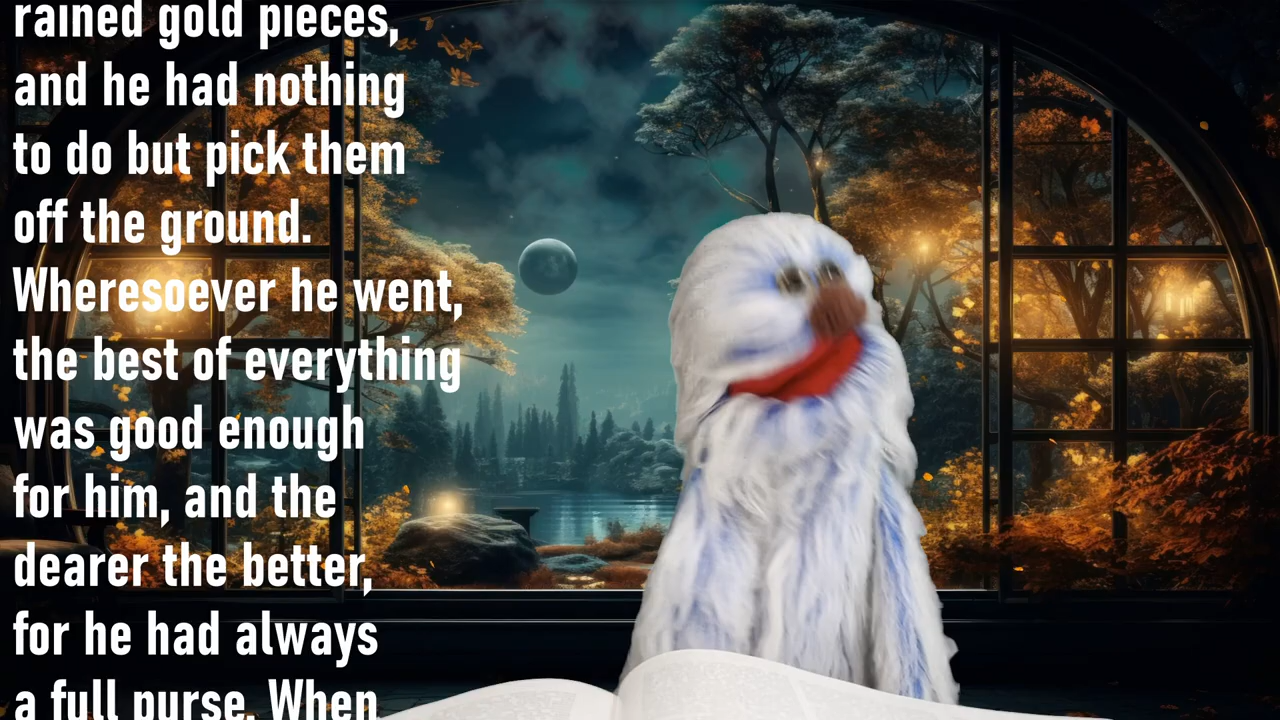 rained gold pieces,
and he had nothing
to do but pick them
off the ground.
Wheresoever he went,
the best of everything
was good enough
for him, and the
dearer the better,
for he had always
a full purse. When